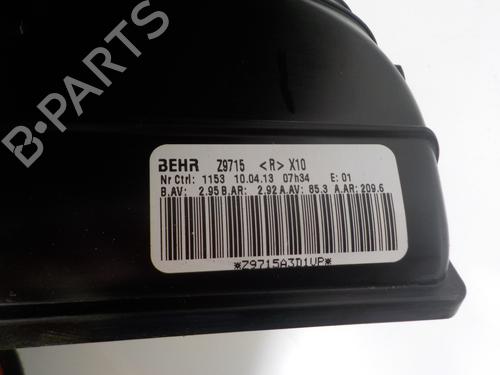 B-PARTS
BEHR Z9715 <R> X10
Nr Ctrl: 1153 10.04.13 07h34 E: 01
B.AV: 2.95 B.AR: 2.92 A.AV: 85.3 A.AR: 209.6
*Z9715A3D1VP*